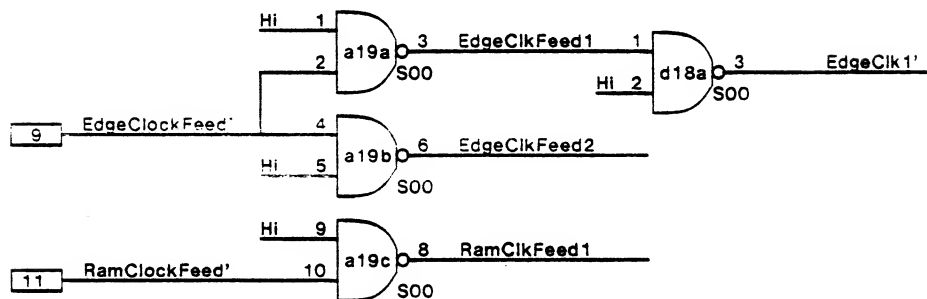 Hi 1
a19a
3 EdgeClkFeed1 1
2
S00
Hi 2
d18a
3 EdgeClk1'
S00
9 EdgeClockFeed' 4
a19b
6 EdgeClkFeed2
Hi 5
S00
Hi 9
a19c
8 RamClkFeed1
11 RamClockFeed' 10
S00